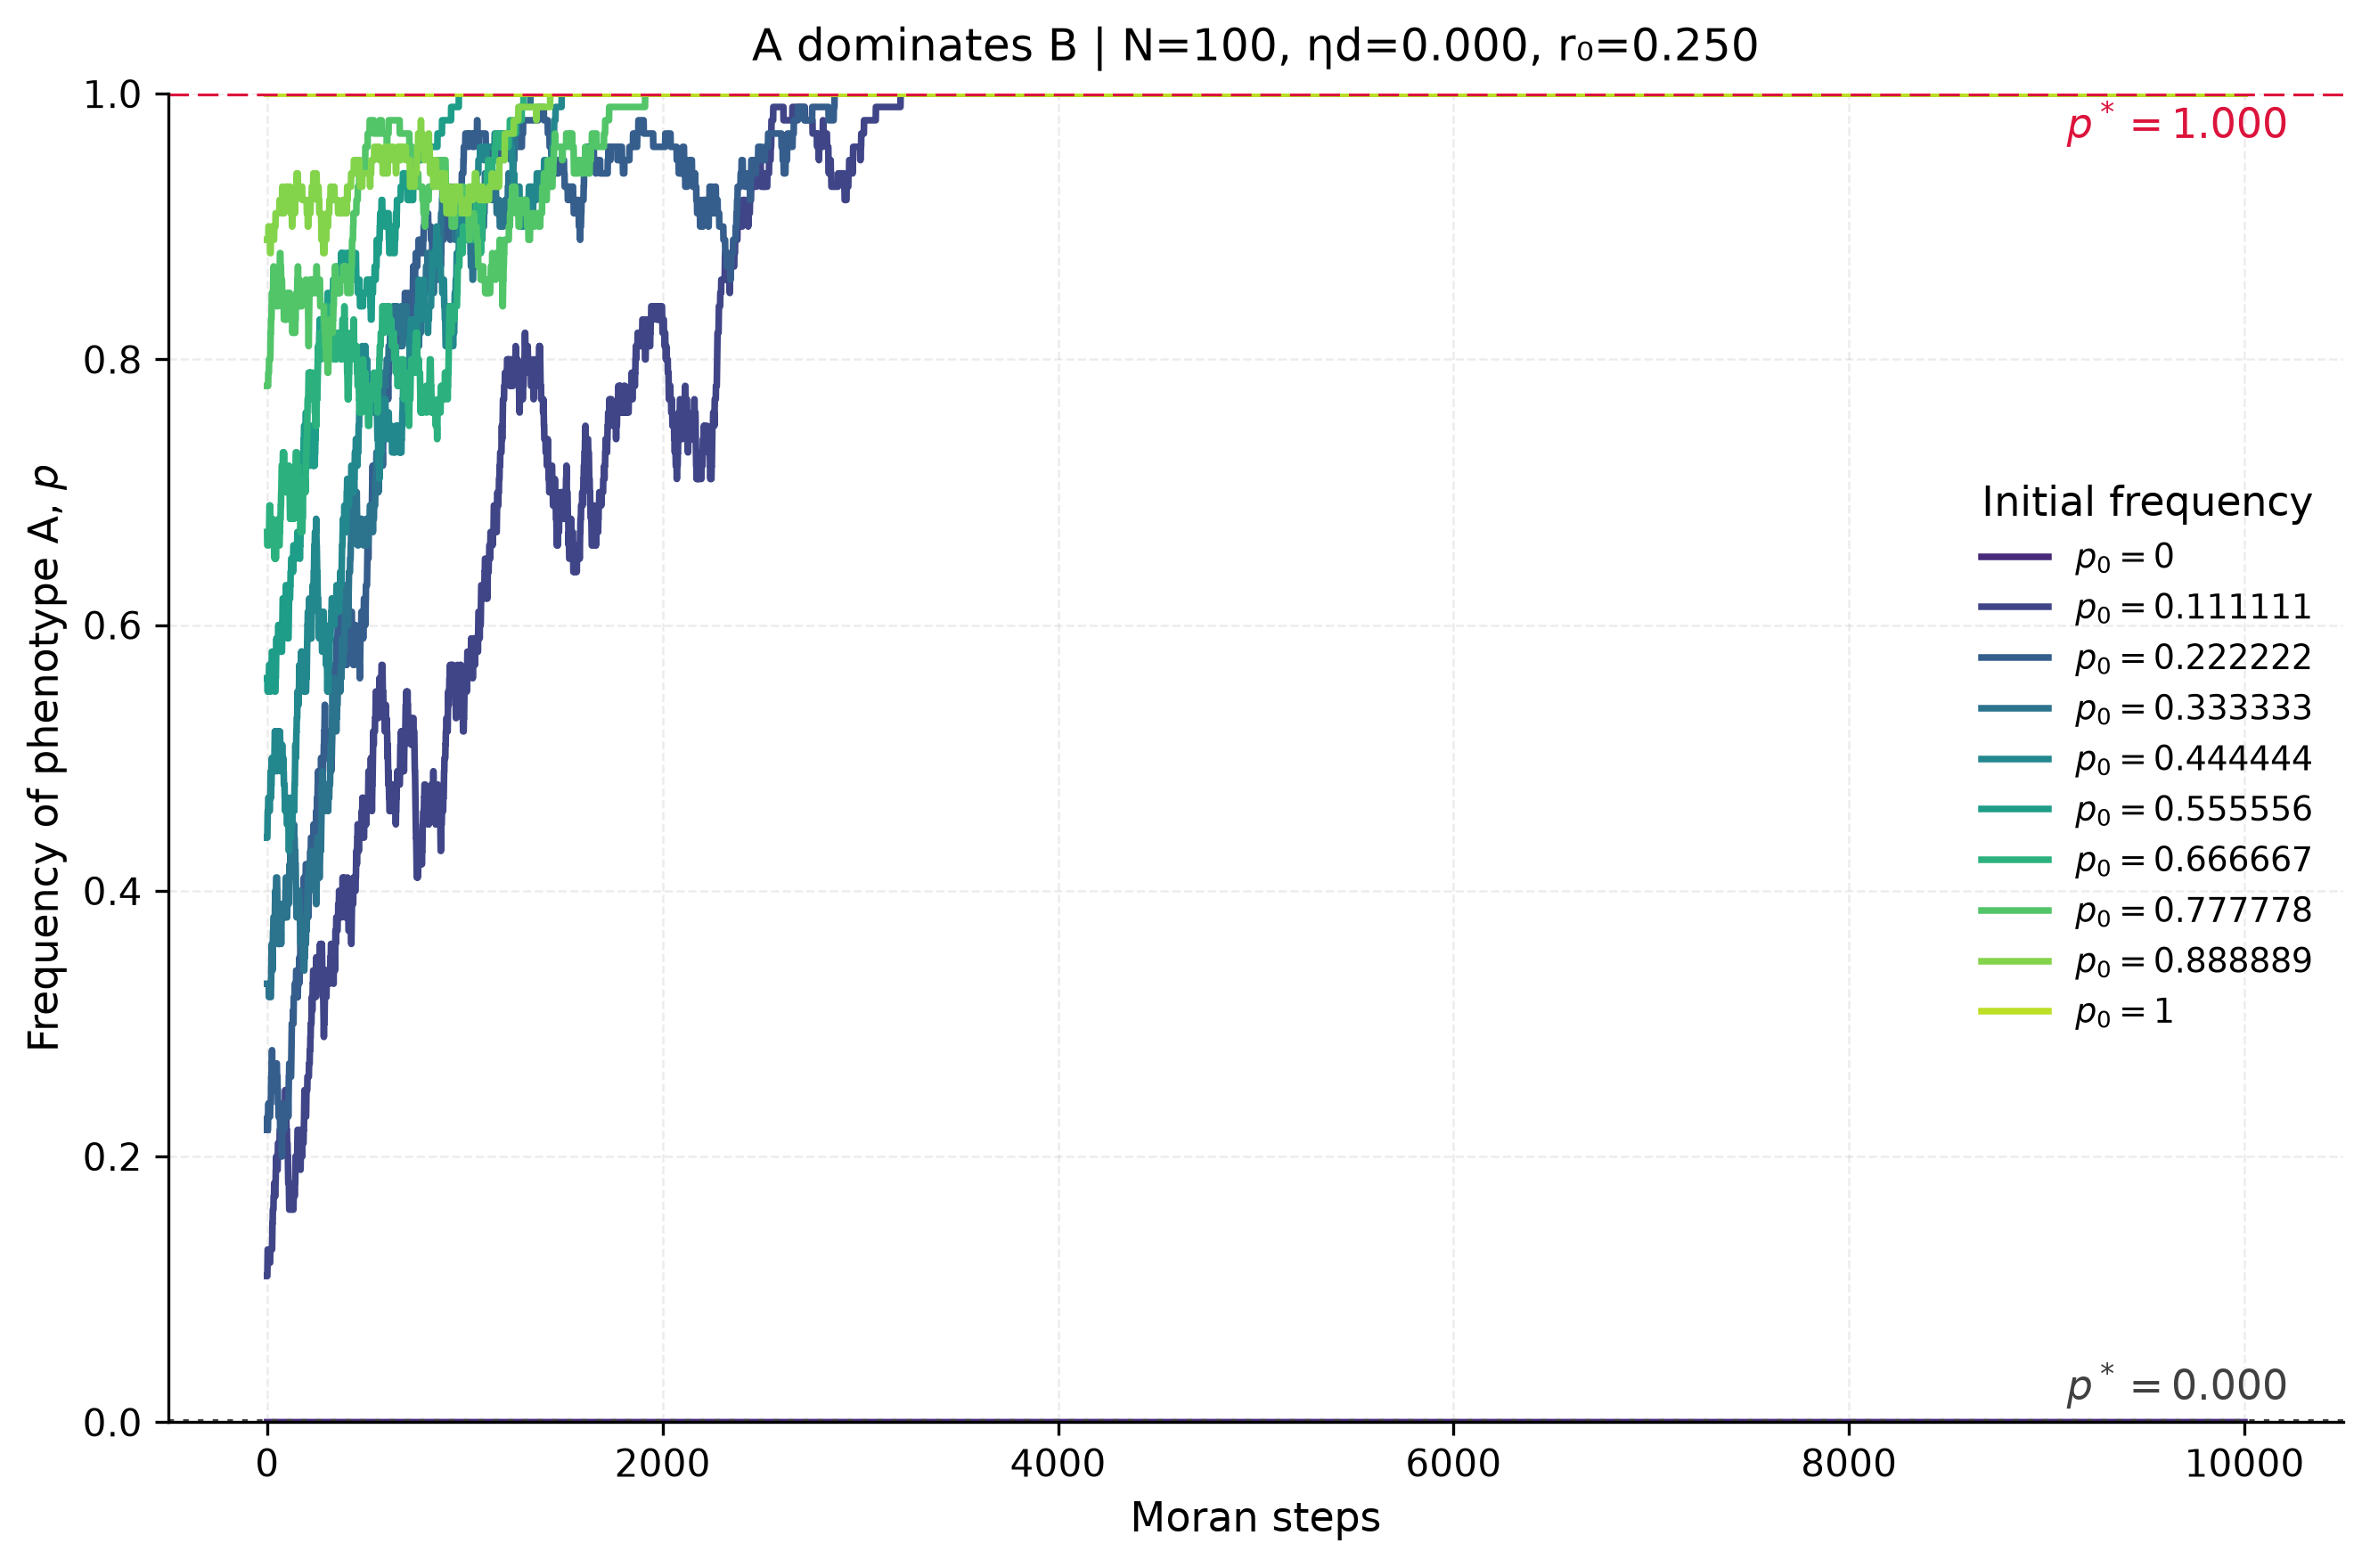 A dominates B | N=100, ηd=0.000, r₀=0.250
1.0
0.8
0.6
0.4
0.2
0.0
Frequency of phenotype A, p
p* = 1.000
Initial frequency
p₀ = 0
p₀ = 0.111111
p₀ = 0.222222
p₀ = 0.333333
p₀ = 0.444444
p₀ = 0.555556
p₀ = 0.666667
p₀ = 0.777778
p₀ = 0.888889
p₀ = 1
p* = 0.000
0 2000 4000 6000 8000 10000
Moran steps